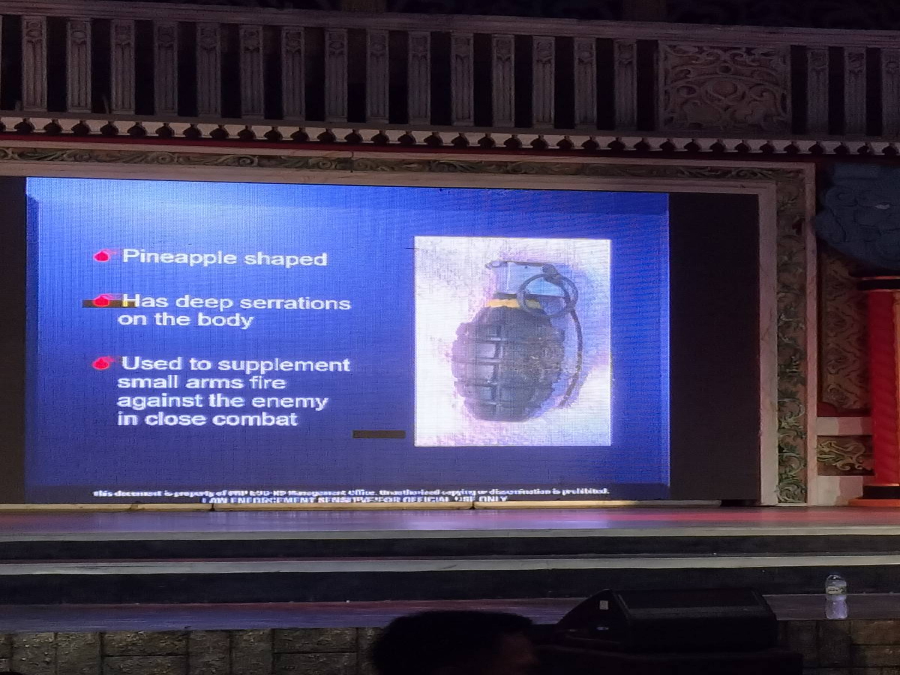 Pineapple shaped
Has deep serrations
on the body
Used to supplement
small arms fire
against the enemy
in close combat
This document is property of PNP EOD-K9 Management Office. Unauthorized copying or dissemination is prohibited.
LAW ENFORCEMENT SENSITIVE/FOR OFFICIAL USE ONLY